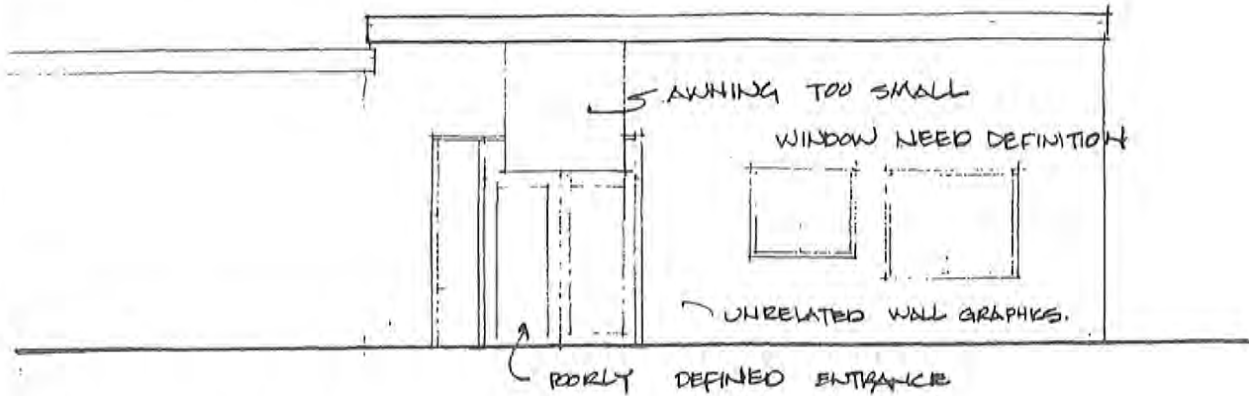 AWNING TOO SMALL
WINDOW NEED DEFINITION
UNRELATED WALL GRAPHICS.
POORLY DEFINED ENTRANCE